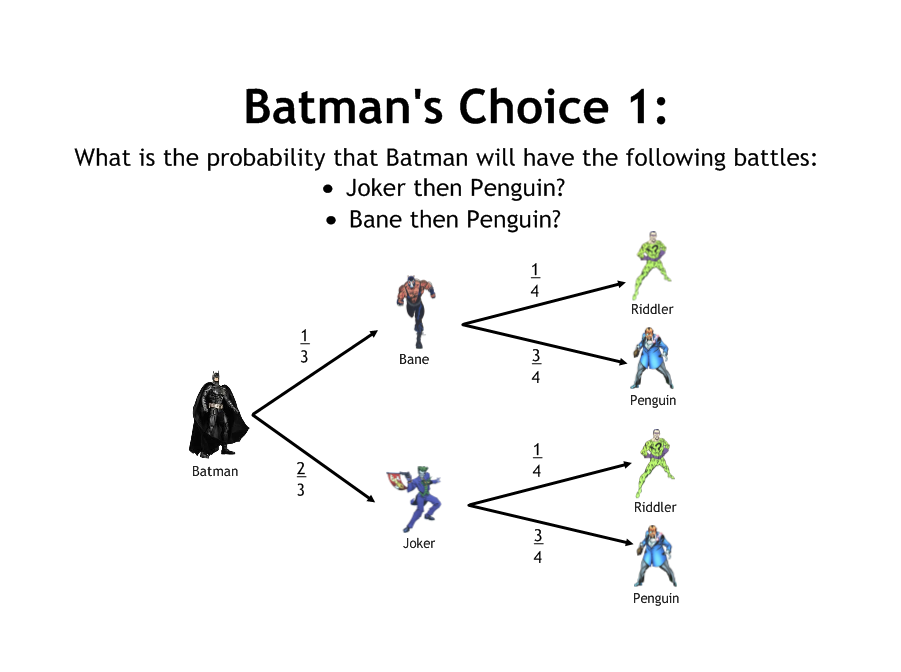 Batman's Choice 1:
What is the probability that Batman will have the following battles:
• Joker then Penguin?
• Bane then Penguin?
1
4
Riddler
1
3
Bane
3
4
Penguin
Batman
2
3
Joker
1
4
Riddler
3
4
Penguin